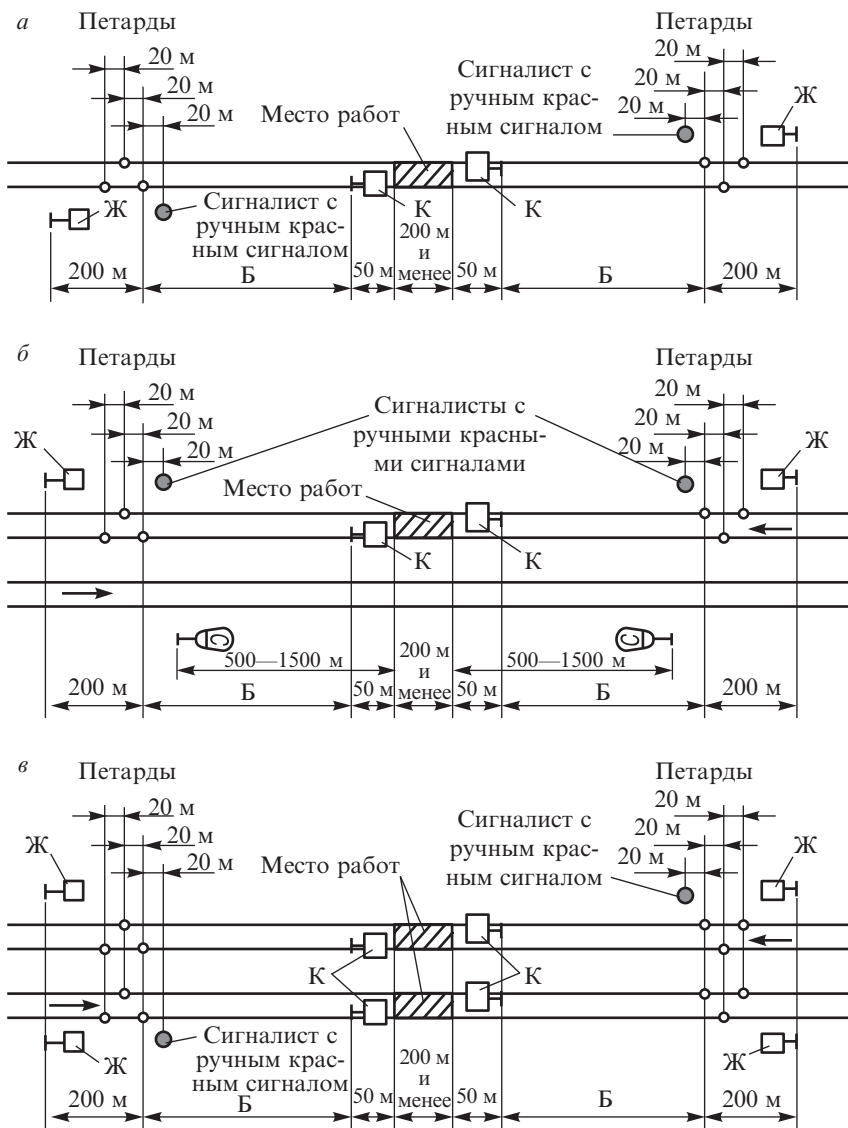 а
Петарды
Петарды
20 м
20 м
20 м
Место работ
Сигналист с
ручным крас-
ным сигналом
20 м
20 м
20 м
Ж
Ж
Сигналист с
ручным крас-
ным сигналом
К
К
200 м
и
менее
200 м
Б
50 м
50 м
Б
200 м
б
Петарды
Петарды
20 м
20 м
20 м
Сигналисты с
ручными красны-
ми сигналами
20 м
20 м
20 м
Ж
Ж
Место работ
К
К
С
С
500—1500 м
200 м
и
менее
500—1500 м
200 м
Б
50 м
50 м
Б
200 м
в
Петарды
Петарды
20 м
20 м
20 м
Место работ
Сигналист с
ручным крас-
ным сигналом
20 м
20 м
20 м
Ж
Ж
К
К
Ж
Сигналист с
ручным крас-
ным сигналом
Ж
200 м
и
менее
200 м
Б
50 м
50 м
Б
200 м